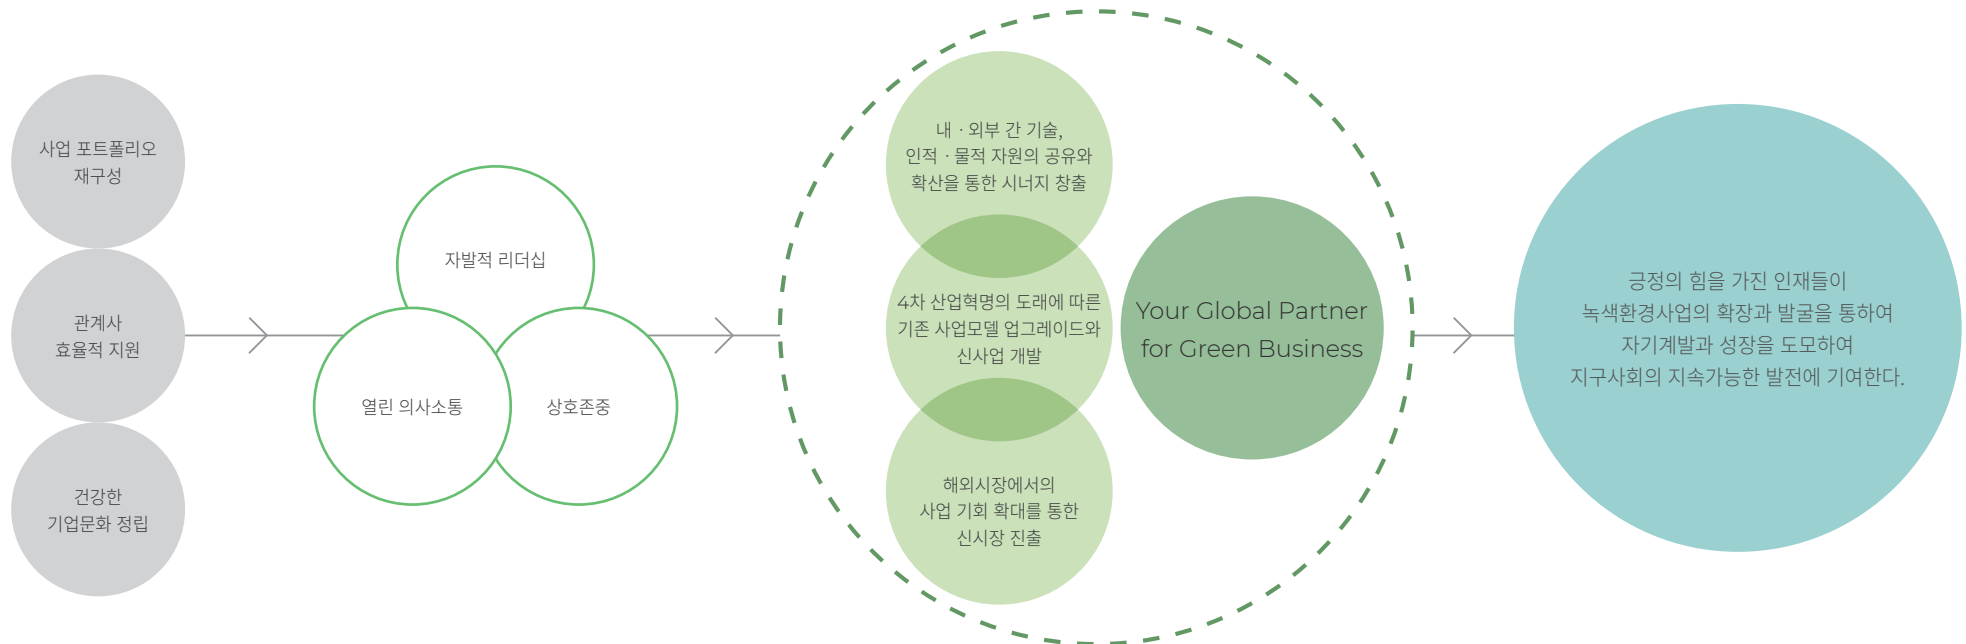 사업 포트폴리오
재구성
관계사
효율적 지원
건강한
기업문화 정립
자발적 리더십
열린 의사소통
상호존중
내 · 외부 간 기술,
인적 · 물적 자원의 공유와
확산을 통한 시너지 창출
4차 산업혁명의 도래에 따른
기존 사업모델 업그레이드와
신사업 개발
해외시장에서의
사업 기회 확대를 통한
신시장 진출
Your Global Partner
for Green Business
긍정의 힘을 가진 인재들이
녹색환경사업의 확장과 발굴을 통하여
자기계발과 성장을 도모하여
지구사회의 지속가능한 발전에 기여한다.